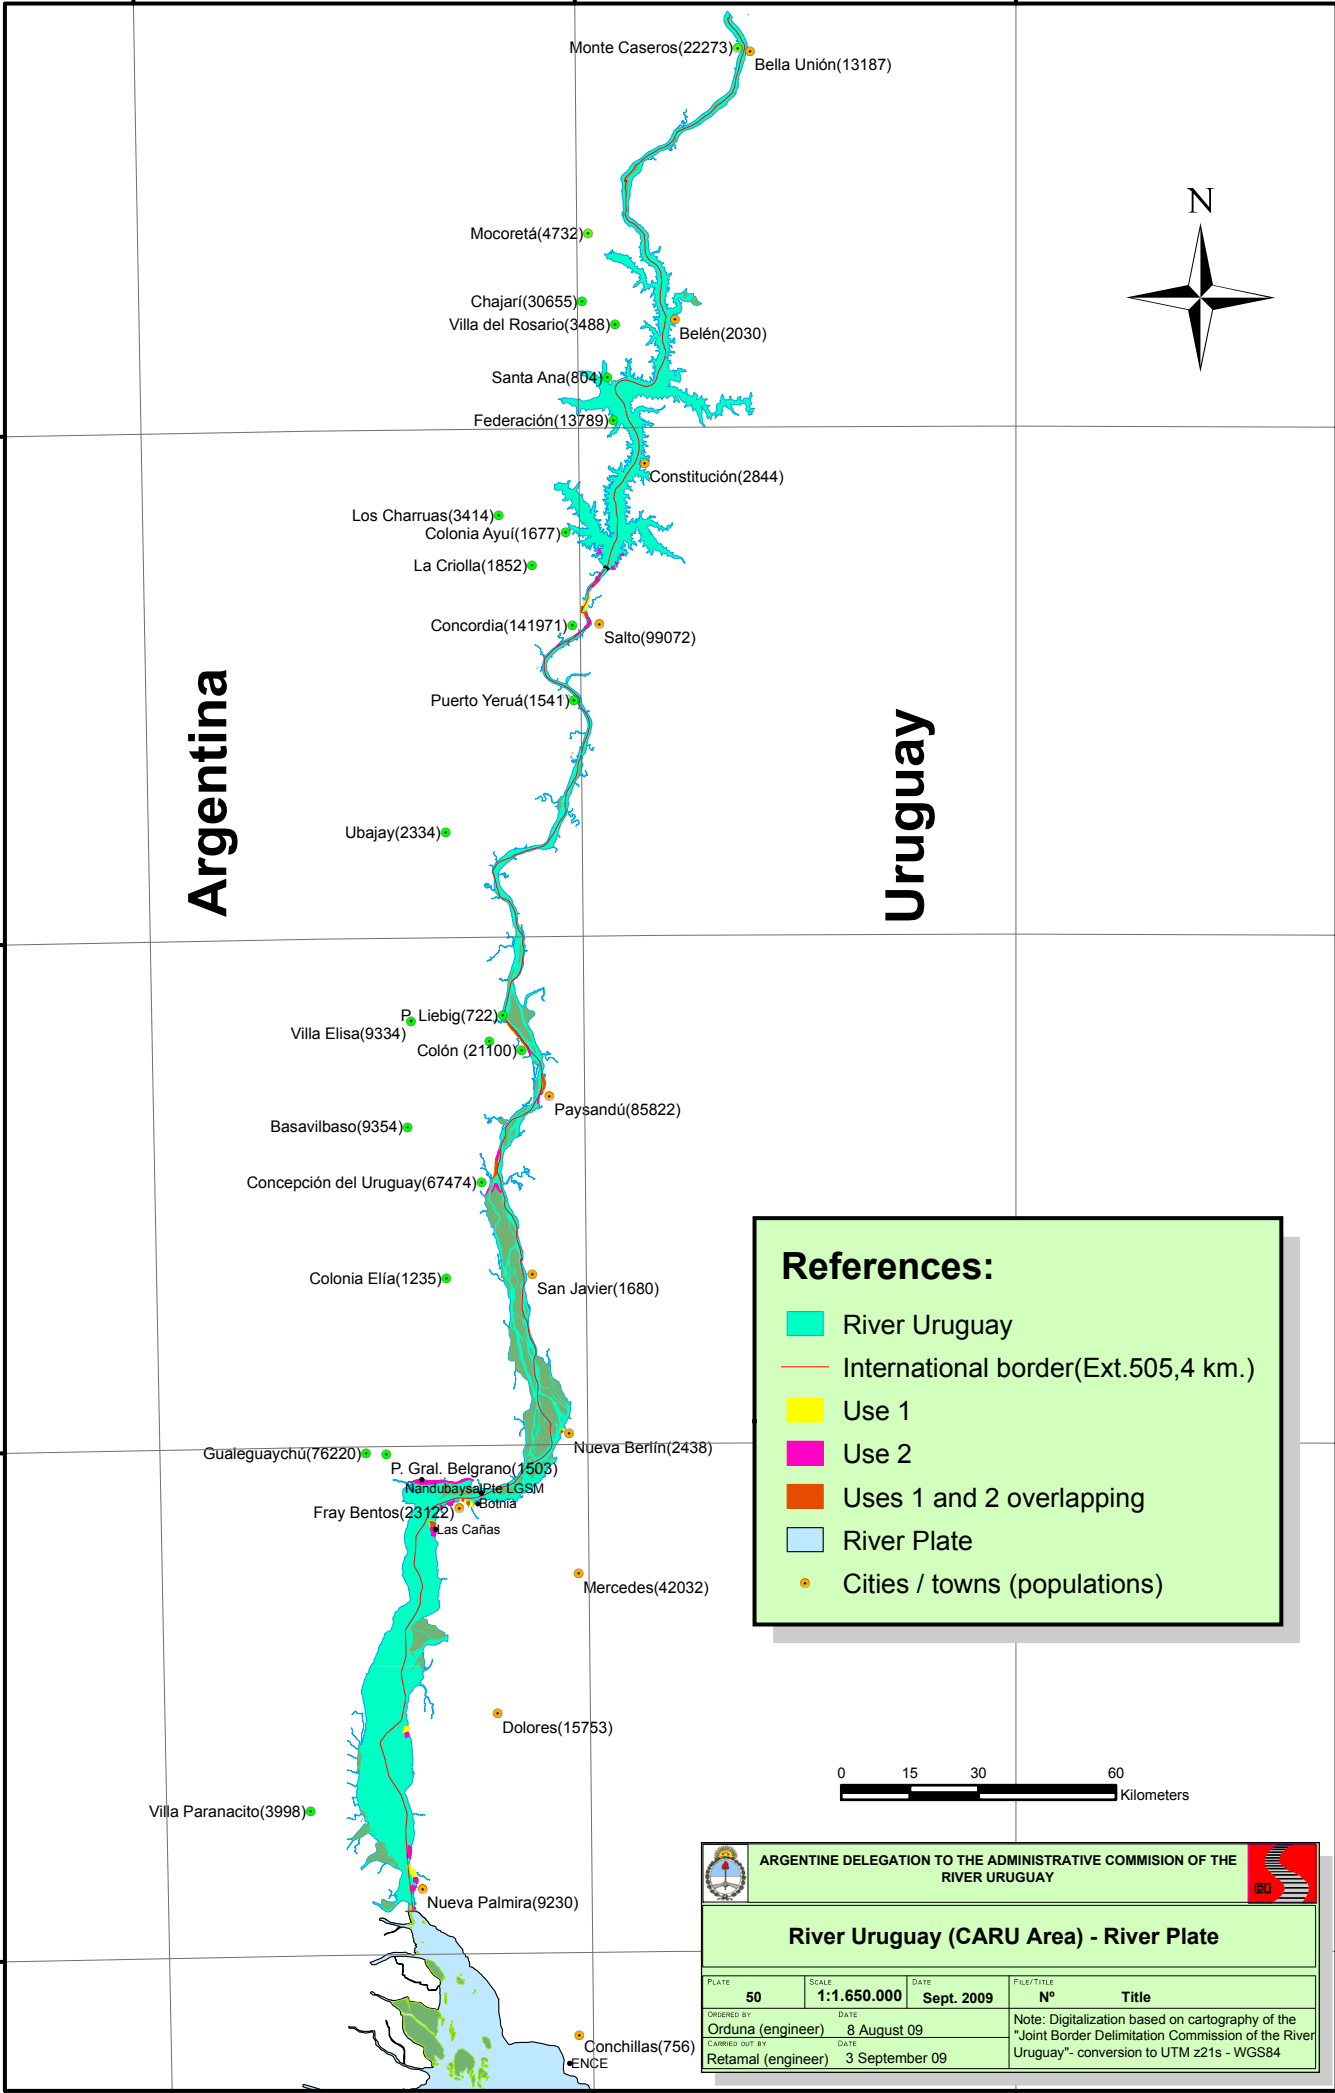 Monte Caseros(22273)
Bella Unión(13187)
N
Mocoretá(4732)
Chajarí(30655)
Villa del Rosario(3488)
Belén(2030)
Santa Ana(804)
Federación(13789)
Constitución(2844)
Los Charruas(3414)
Colonia Ayuí(1677)
La Criolla(1852)
Concordia(141971)
Salto(99072)
Puerto Yeruá(1541)
Argentina
Uruguay
Ubajay(2334)
P. Liebig(722)
Villa Elisa(9334)
Colón (21100)
Paysandú(85822)
Basavilbaso(9354)
Concepción del Uruguay(67474)
Colonia Elía(1235)
San Javier(1680)
Nueva Berlín(2438)
Gualeguaychú(76220)
P. Gral. Belgrano(1503)
Nandubaysal
Pte LGSM
Botnia
Fray Bentos(23122)
Las Cañas
Mercedes(42032)
Dolores(15753)
Villa Paranacito(3998)
Nueva Palmira(9230)
Conchillas(756)
ENCE
References:
River Uruguay
International border(Ext.505,4 km.)
Use 1
Use 2
Uses 1 and 2 overlapping
River Plate
Cities / towns (populations)
0 15 30 60
Kilometers
ARGENTINE DELEGATION TO THE ADMINISTRATIVE COMMISION OF THE
RIVER URUGUAY
River Uruguay (CARU Area) - River Plate
PLATE SCALE DATE FILE/TITLE
50 1:1.650.000 Sept. 2009 Nº Title
ORDERED BY DATE
Orduna (engineer) 8 August 09
CARRIED OUT BY DATE
Retamal (engineer) 3 September 09
Note: Digitalization based on cartography of the
"Joint Border Delimitation Commission of the River
Uruguay"- conversion to UTM z21s - WGS84